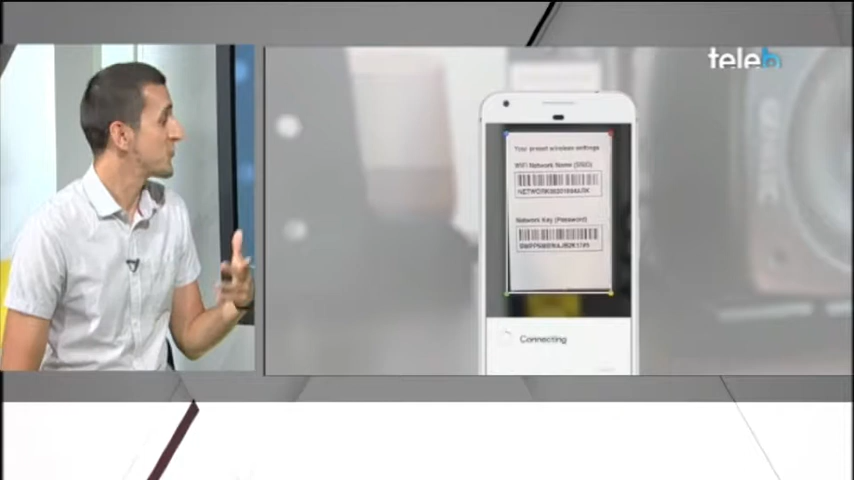 teleb
Your preset wireless settings
WiFi Network Name (SSID)
Network Key (Password)
Connecting